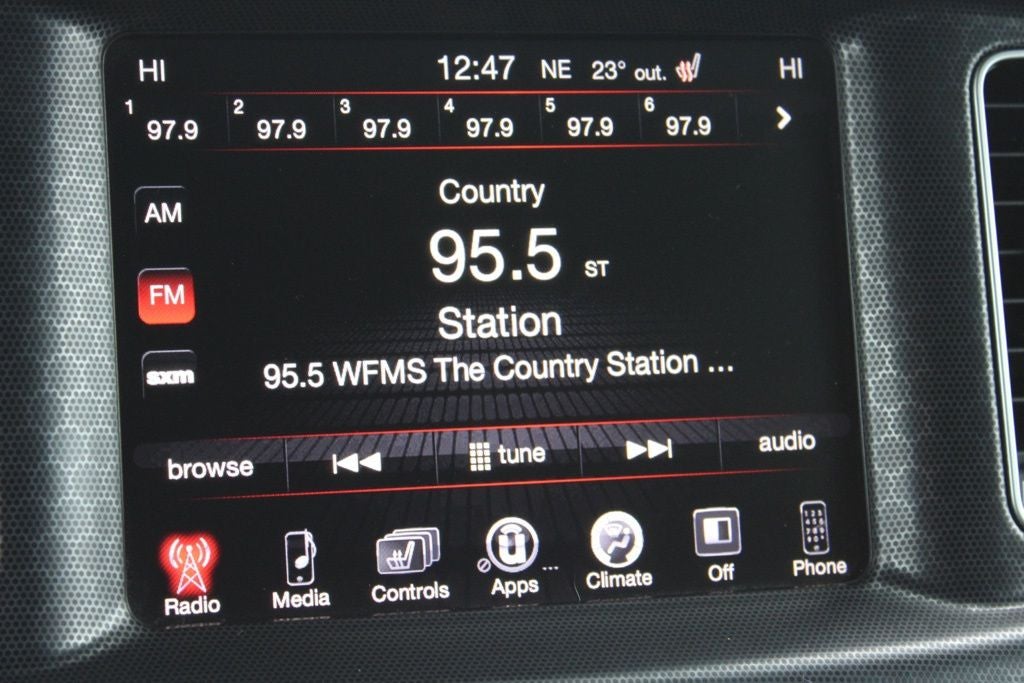 HI 12:47 NE 23° out. HI
1 2 3 4 5 6
97.9 97.9 97.9 97.9 97.9 97.9
Country
AM
95.5 ST
FM
Station
sxm
95.5 WFMS The Country Station ...
browse tune audio
Radio Media Controls Apps Climate Off Phone